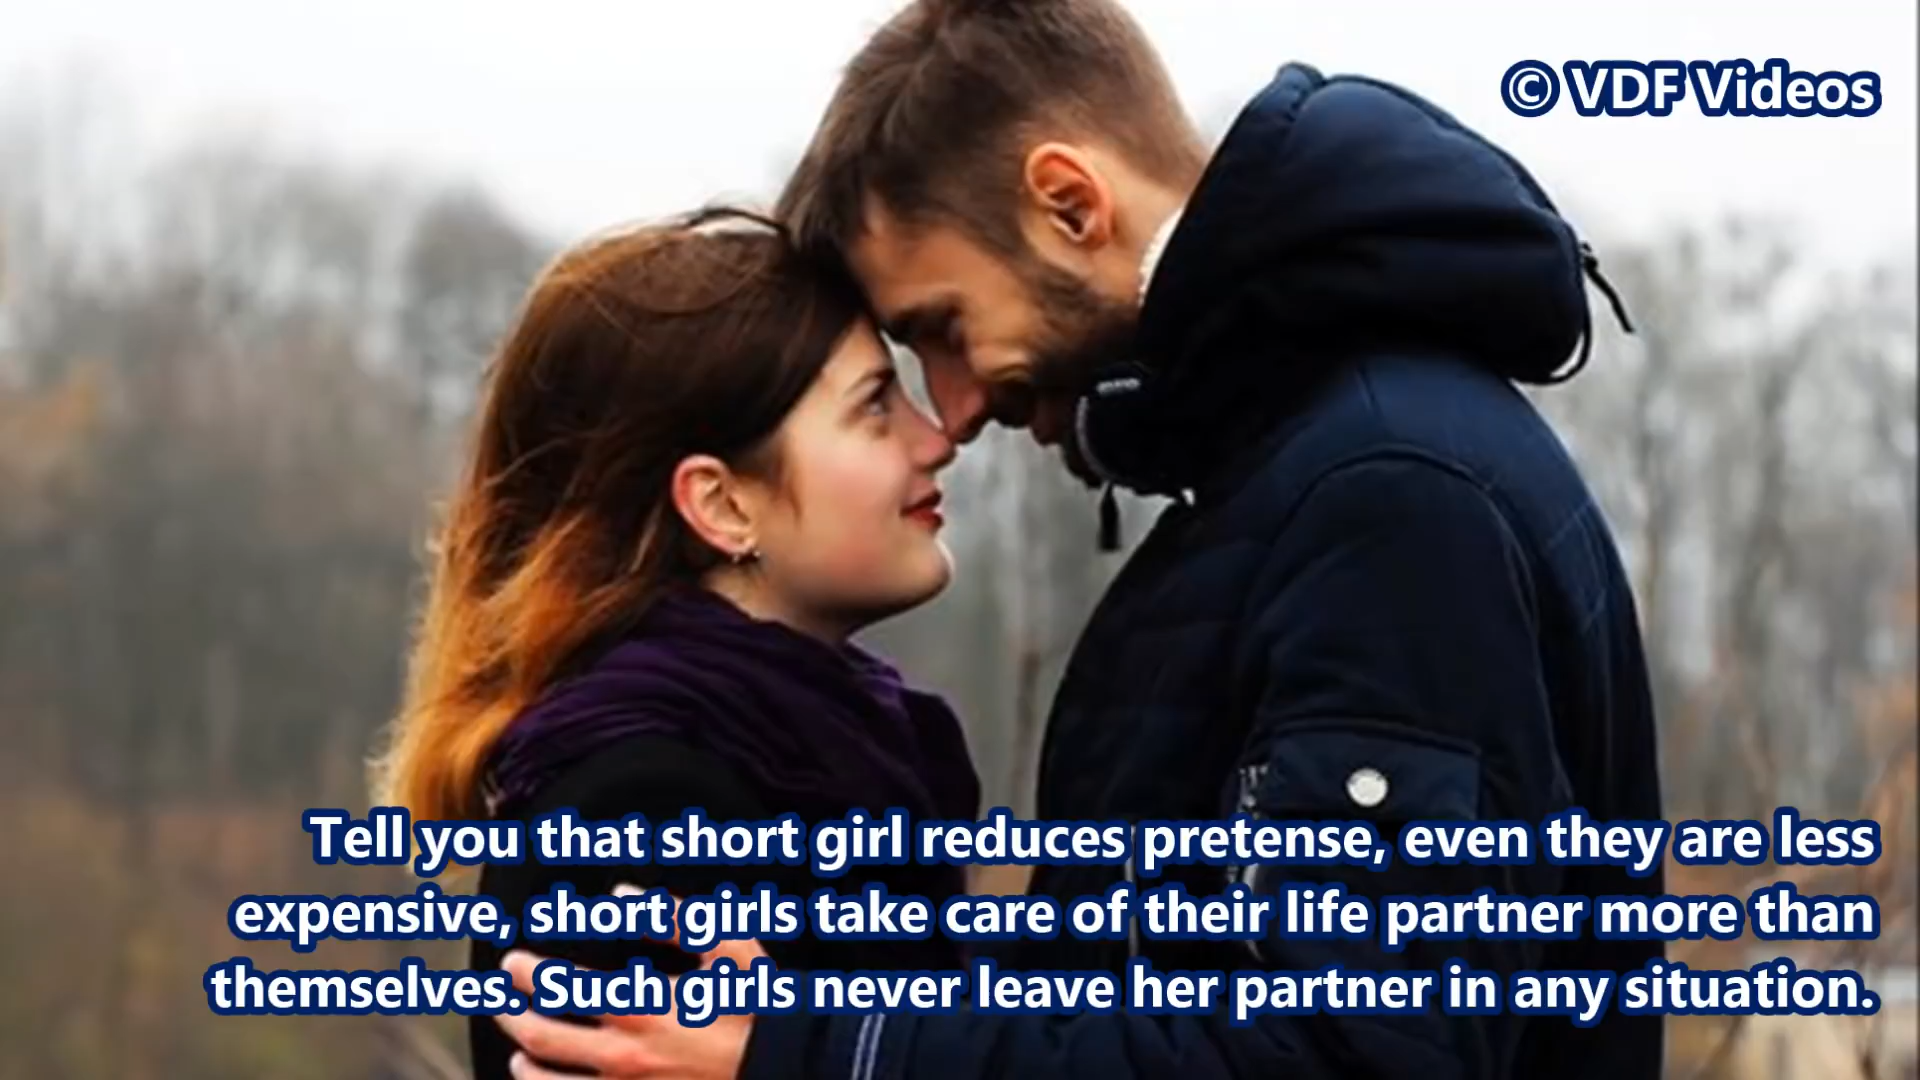 © VDF Videos
Tell you that short girl reduces pretense, even they are less
expensive, short girls take care of their life partner more than
themselves. Such girls never leave her partner in any situation.